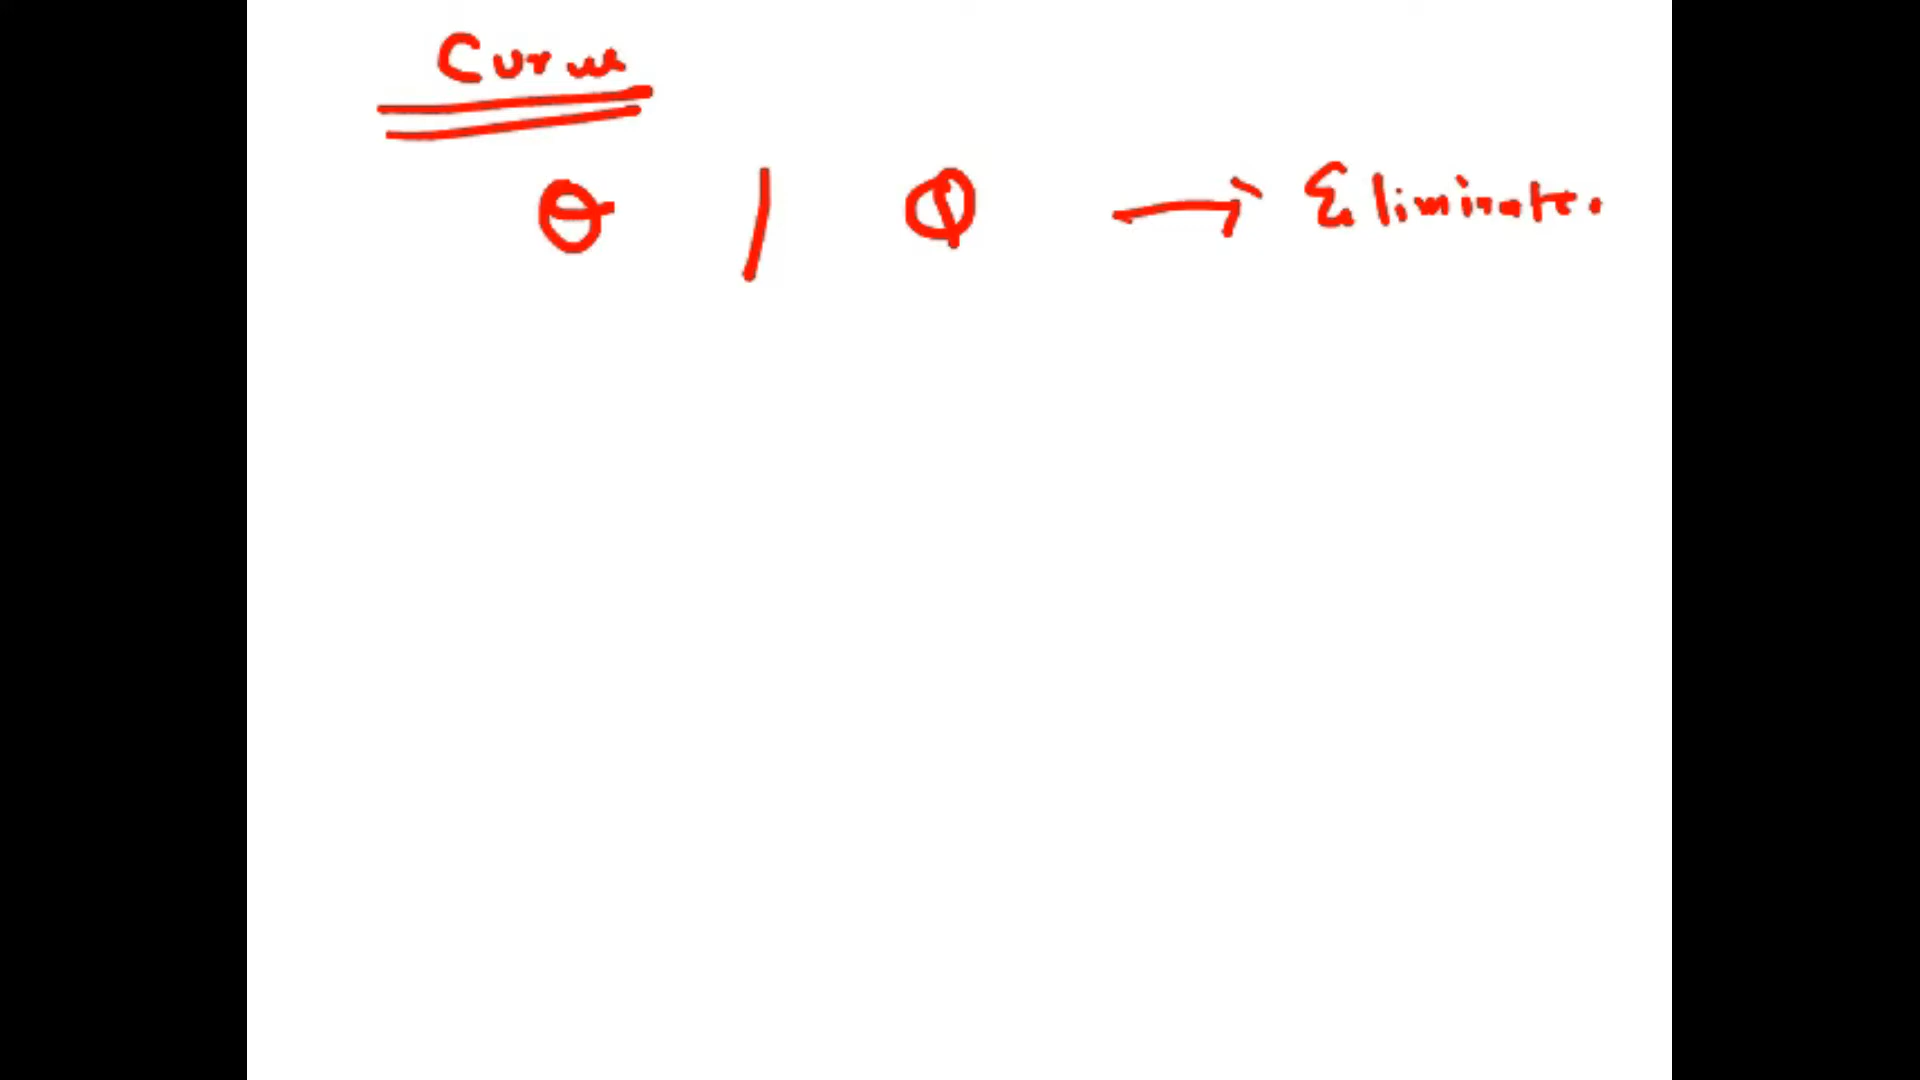 Curve
θ / φ → Eliminate.